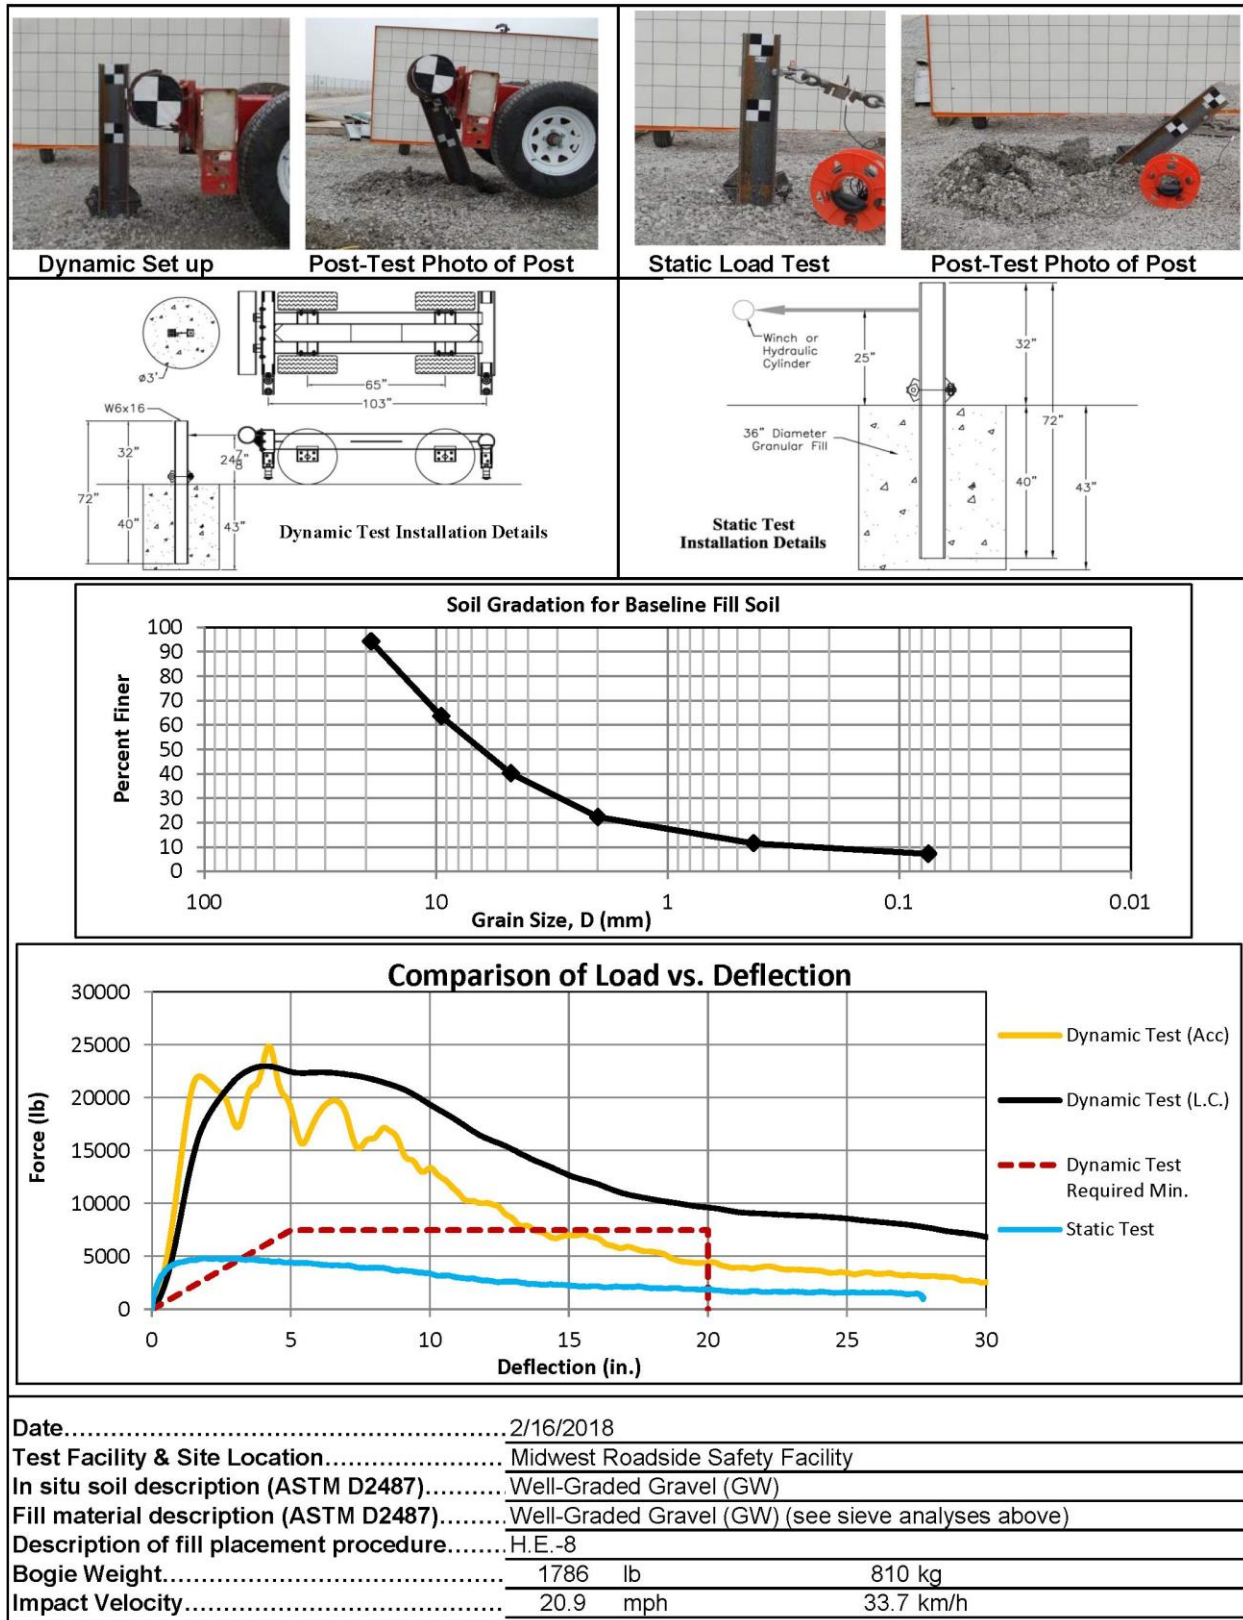 Dynamic Set up
Post-Test Photo of Post
Static Load Test
Post-Test Photo of Post
ø3'
65"
103"
W6x16
32"
72"
40"
24 7/8"
43"
Dynamic Test Installation Details
Winch or
Hydraulic
Cylinder
25"
32"
72"
36" Diameter
Granular Fill
40"
43"
Static Test
Installation Details
Soil Gradation for Baseline Fill Soil
Percent Finer
100
90
80
70
60
50
40
30
20
10
0
100 10 1 0.1 0.01
Grain Size, D (mm)
Comparison of Load vs. Deflection
Force (lb)
30000
25000
20000
15000
10000
5000
0
0 5 10 15 20 25 30
Deflection (in.)
Dynamic Test (Acc)
Dynamic Test (L.C.)
Dynamic Test
Required Min.
Static Test
Date.......................................................... 2/16/2018
Test Facility & Site Location.................... Midwest Roadside Safety Facility
In situ soil description (ASTM D2487)........ Well-Graded Gravel (GW)
Fill material description (ASTM D2487)....... Well-Graded Gravel (GW) (see sieve analyses above)
Description of fill placement procedure....... H.E.-8
Bogie Weight............................................ 1786 lb 810 kg
Impact Velocity......................................... 20.9 mph 33.7 km/h